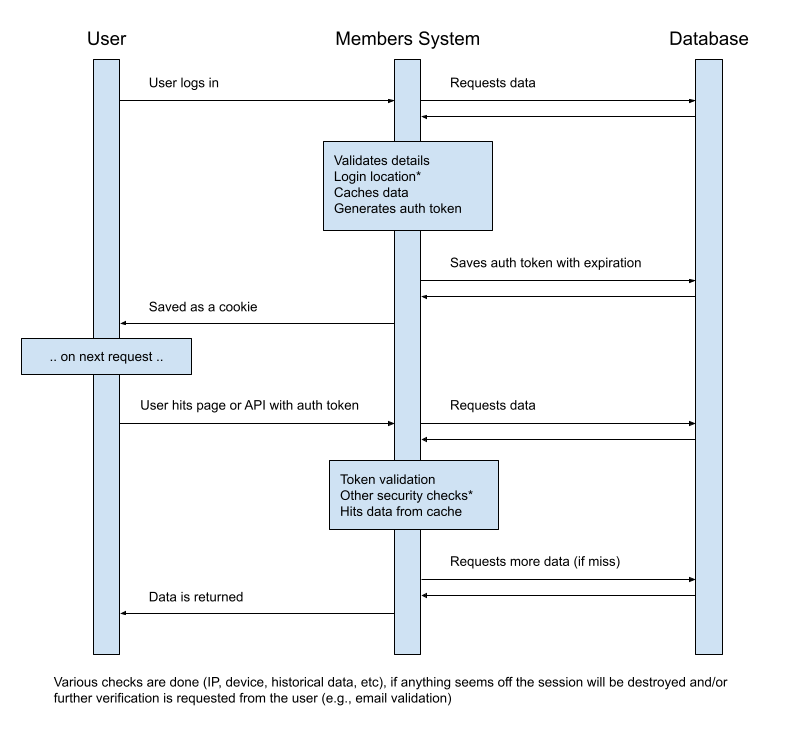 User
Members System
Database
User logs in
Requests data
Validates details
Login location*
Caches data
Generates auth token
Saves auth token with expiration
Saved as a cookie
.. on next request ..
User hits page or API with auth token
Requests data
Token validation
Other security checks*
Hits data from cache
Requests more data (if miss)
Data is returned
Various checks are done (IP, device, historical data, etc), if anything seems off the session will be destroyed and/or
further verification is requested from the user (e.g., email validation)